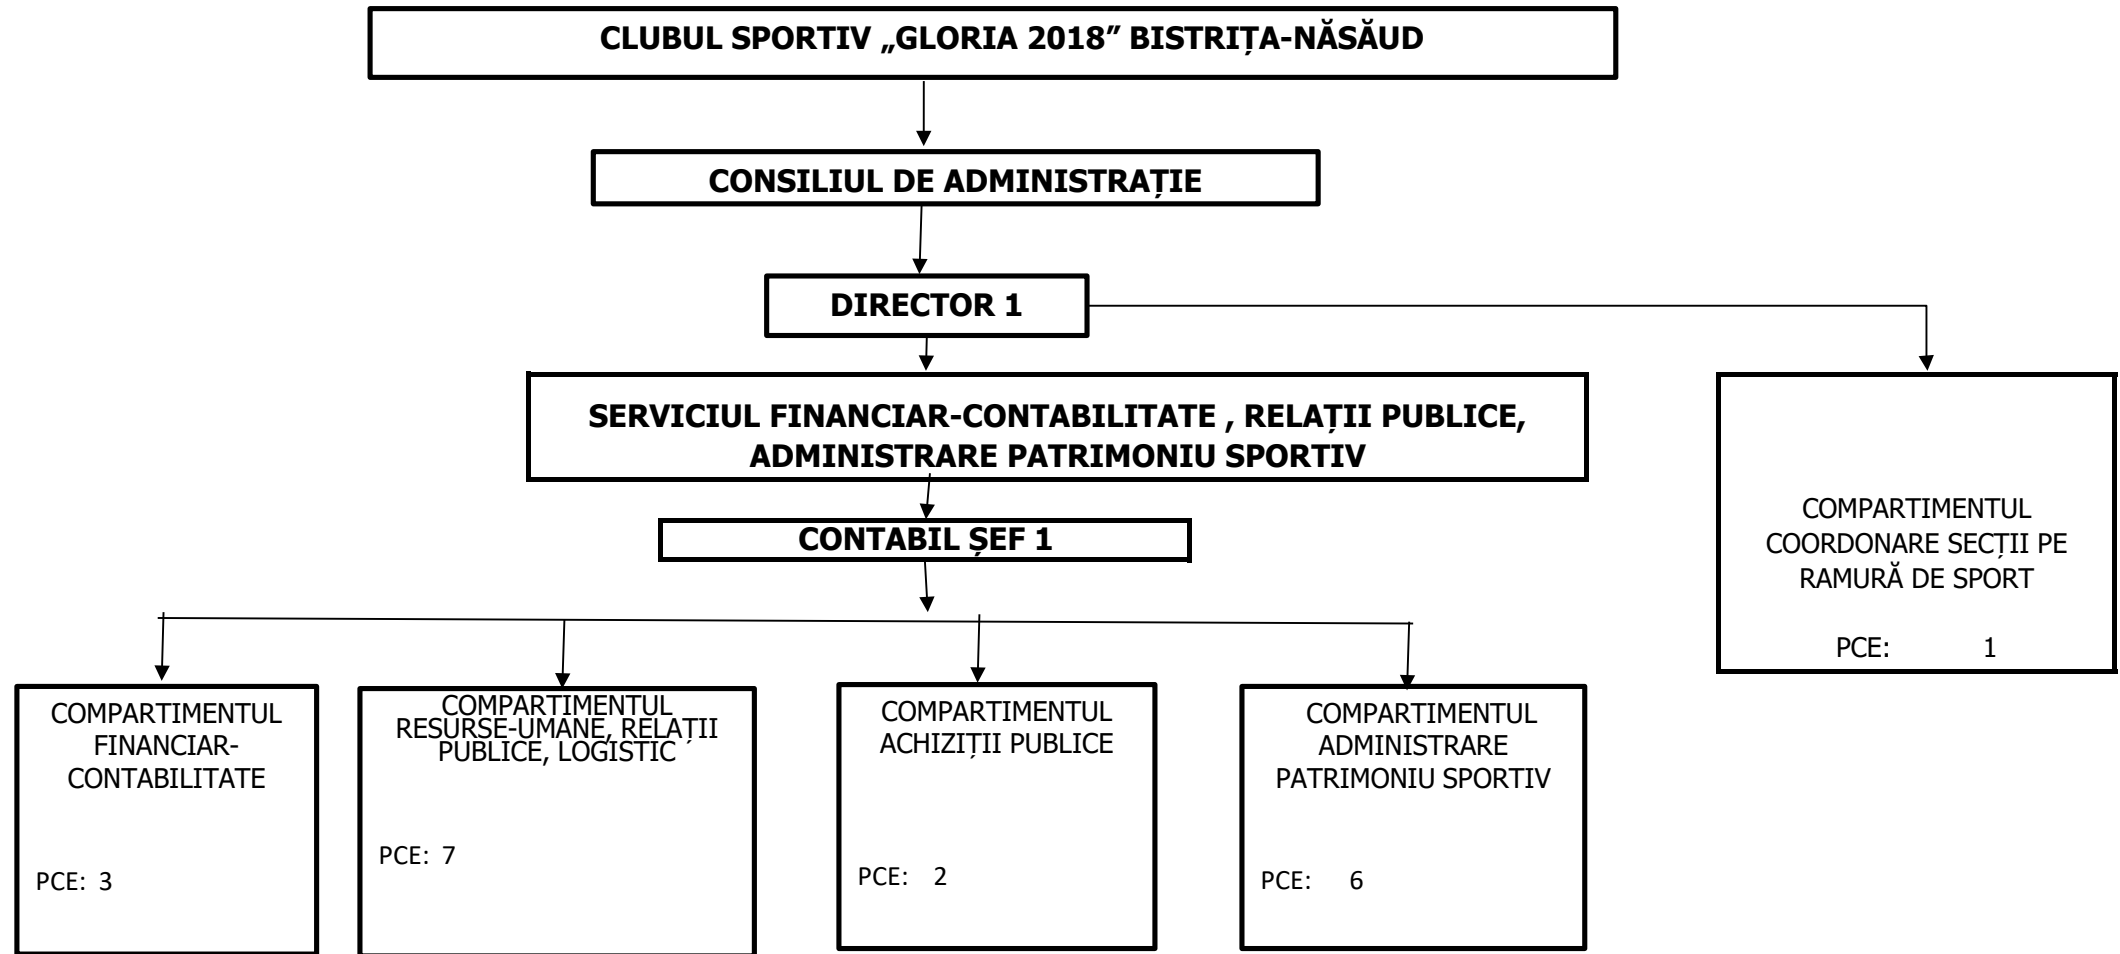 CLUBUL SPORTIV „GLORIA 2018” BISTRIȚA-NĂSĂUD
CONSILIUL DE ADMINISTRAȚIE
DIRECTOR 1
SERVICIUL FINANCIAR-CONTABILITATE , RELAȚII PUBLICE,
ADMINISTRARE PATRIMONIU SPORTIV
CONTABIL ȘEF 1
COMPARTIMENTUL
COORDONARE SECȚII PE
RAMURĂ DE SPORT
PCE: 1
COMPARTIMENTUL
FINANCIAR-
CONTABILITATE
PCE: 3
COMPARTIMENTUL
RESURSE-UMANE, RELAȚII
PUBLICE, LOGISTIC
PCE: 7
COMPARTIMENTUL
ACHIZIȚII PUBLICE
PCE: 2
COMPARTIMENTUL
ADMINISTRARE
PATRIMONIU SPORTIV
PCE: 6